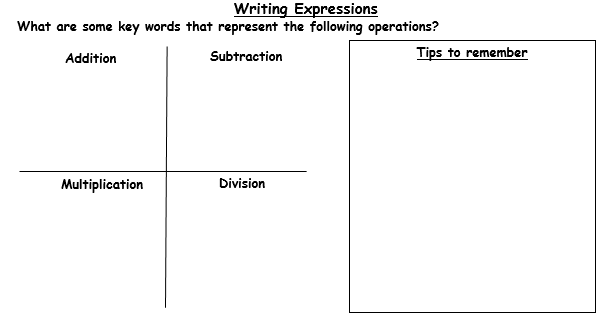 Writing Expressions
What are some key words that represent the following operations?
Addition
Subtraction
Multiplication
Division
Tips to remember